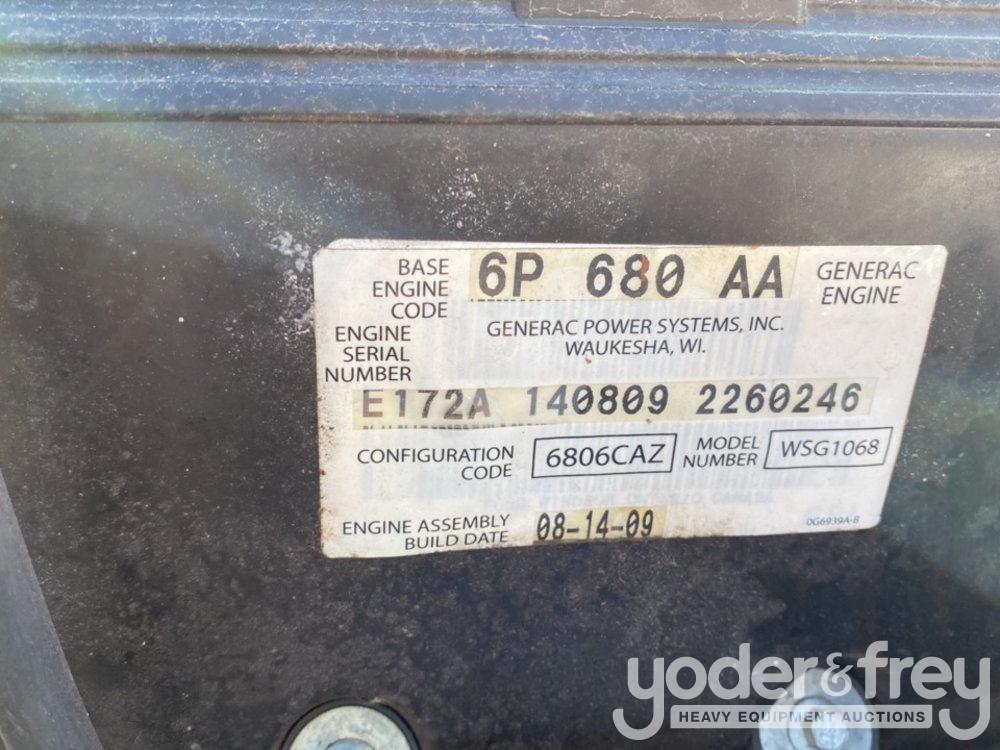 BASE
ENGINE
CODE
6P 680 AA
GENERAC
ENGINE
GENERAC POWER SYSTEMS, INC.
WAUKESHA, WI.
ENGINE
SERIAL
NUMBER
E172A 140809 2260246
CONFIGURATION
CODE
6806CAZ
MODEL
NUMBER
WSG1068
ENGINE ASSEMBLY
BUILD DATE
08-14-09
0G6939A-B
yoder&frey
HEAVY EQUIPMENT AUCTIONS